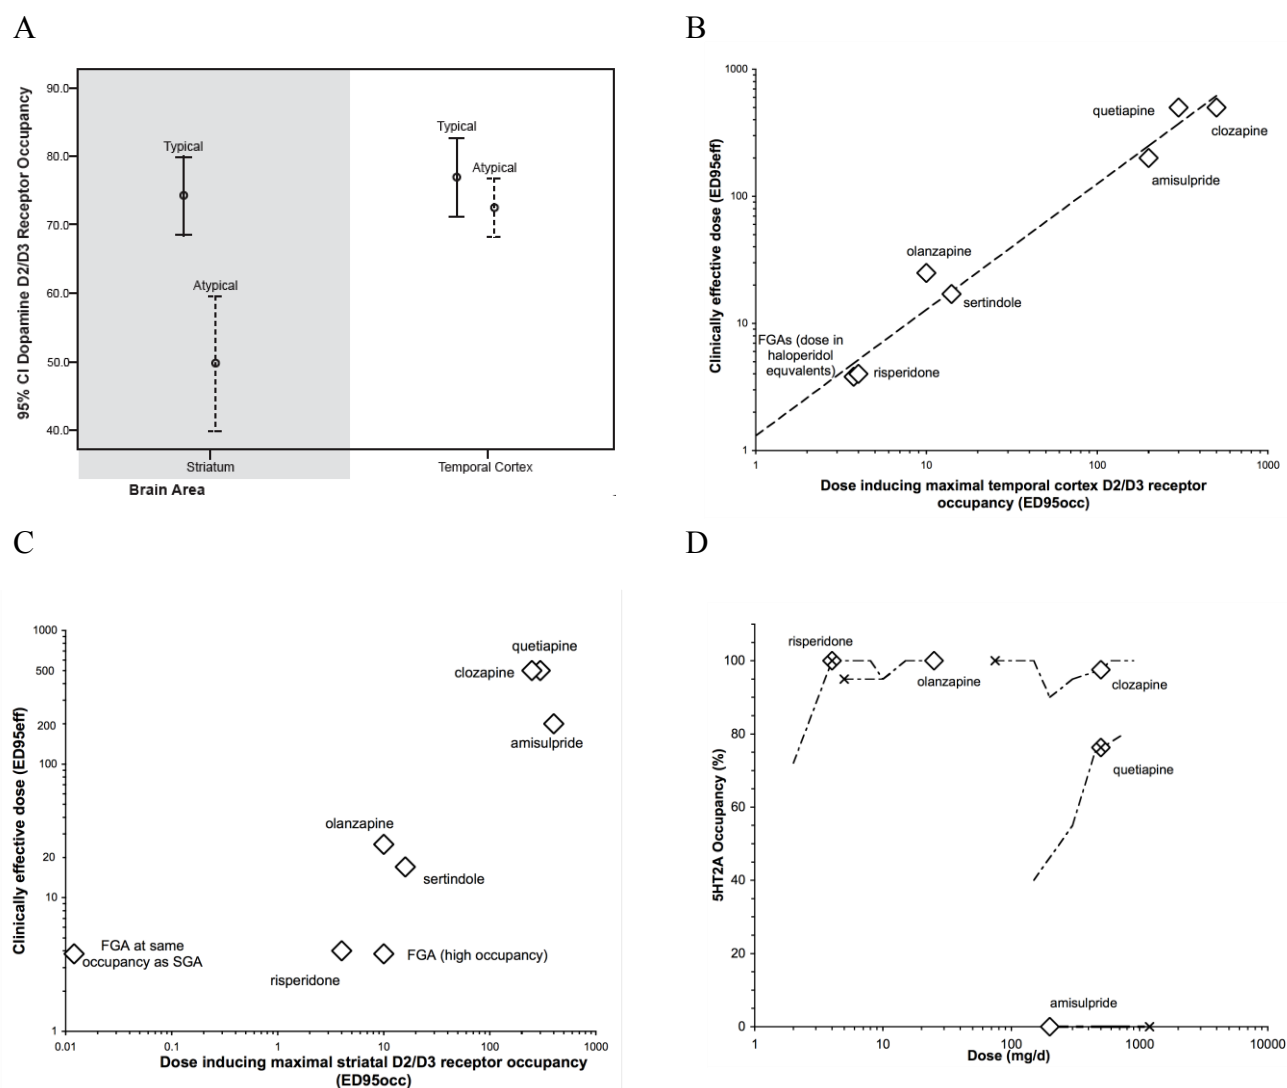 A
95% CI Dopamine D2/D3 Receptor Occupancy
90.0
80.0
70.0
60.0
50.0
40.0
Typical
Atypical
Typical
Atypical
Striatum
Temporal Cortex
Brain Area
B
Clinically effective dose (ED95eff)
1000
100
10
1
quetiapine
clozapine
amisulpride
olanzapine
sertindole
FGAs (dose in
haloperidol
equvalents)
risperidone
1
10
100
1000
Dose inducing maximal temporal cortex D2/D3 receptor
occupancy (ED95occ)
C
Clinically effective dose (ED95eff)
1000
500
200
100
20
10
1
quetiapine
clozapine
amisulpride
olanzapine
sertindole
FGA at same
occupancy as SGA
risperidone
FGA (high occupancy)
0.01
0.1
1
10
100
1000
Dose inducing maximal striatal D2/D3 receptor occupancy
(ED95occ)
D
5HT2A Occupancy (%)
100
80
60
40
20
0
risperidone
olanzapine
clozapine
quetiapine
amisulpride
1
10
100
1000
10000
Dose (mg/d)